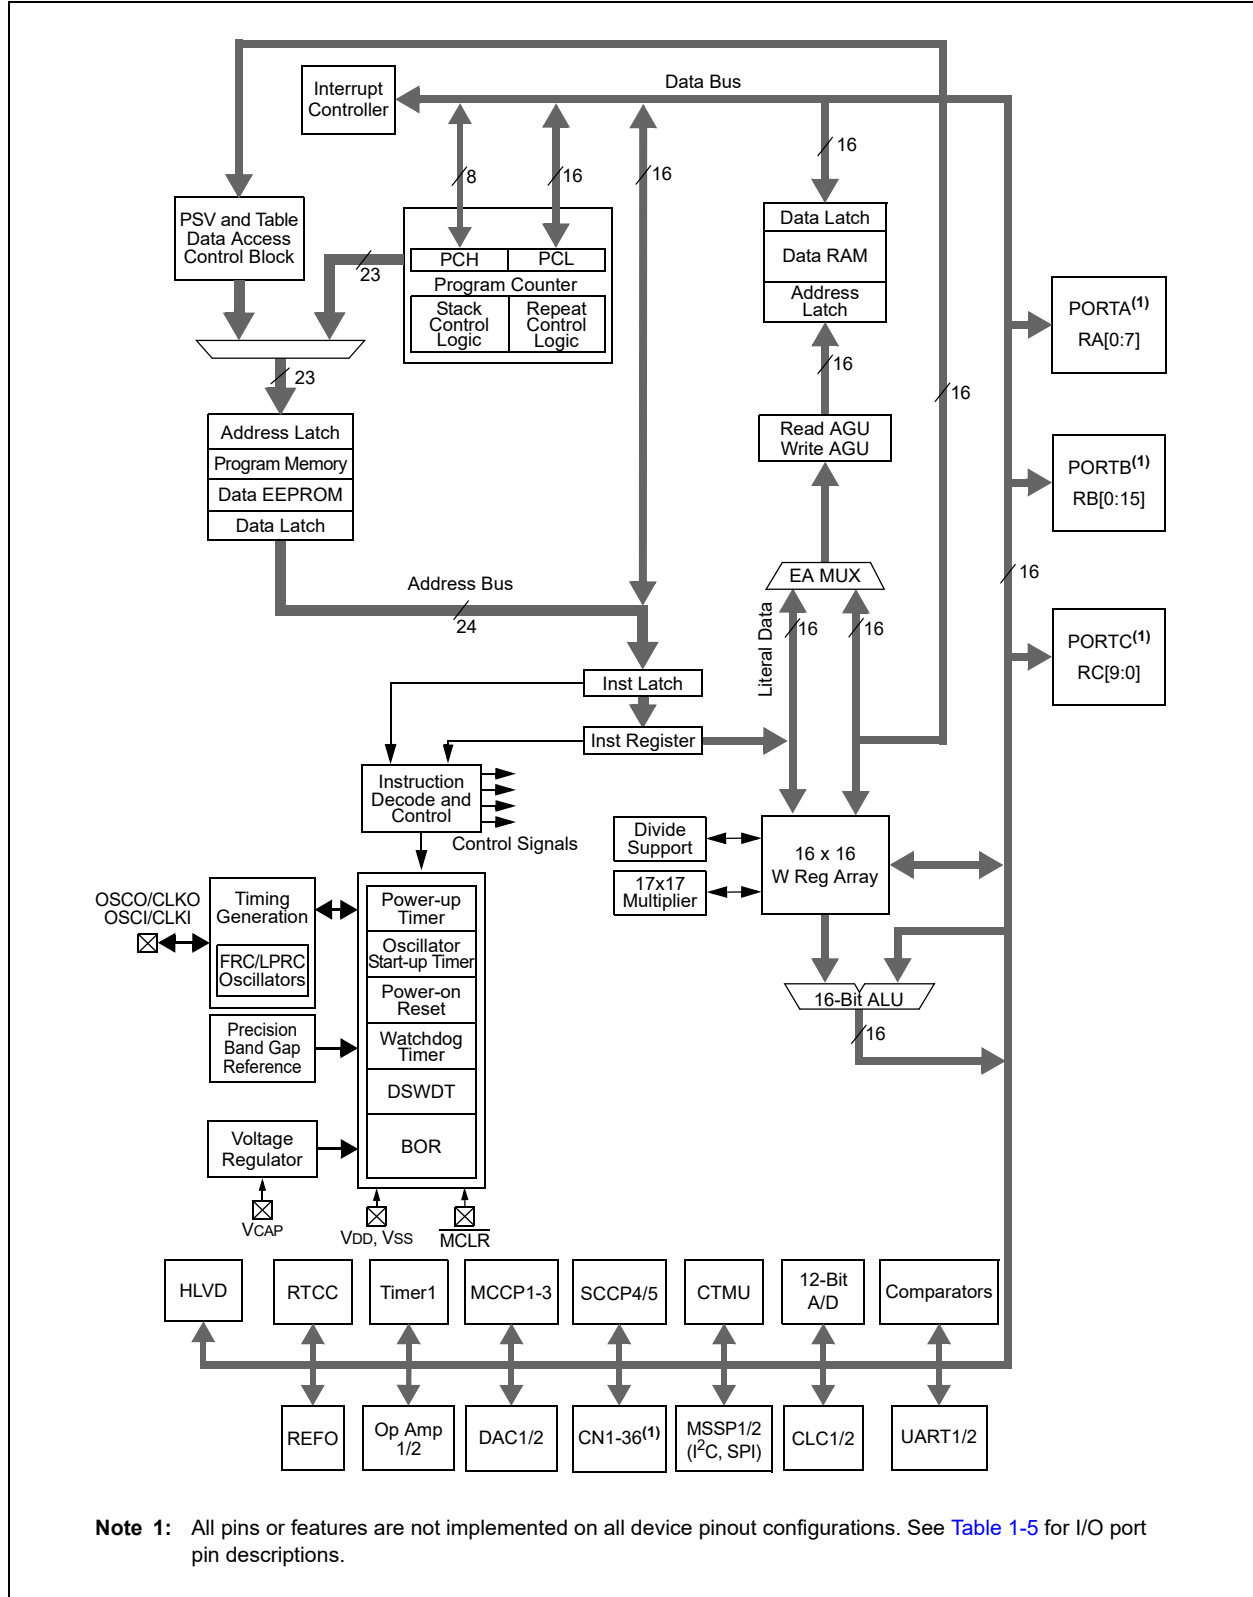 Data Bus
Interrupt
Controller
16
8
16
16
PSV and Table
Data Access
Control Block
Data Latch
Data RAM
Address
Latch
PCH
PCL
23
Program Counter
Stack
Control
Logic
Repeat
Control
Logic
PORTA(1)
RA[0:7]
16
23
16
Address Latch
Program Memory
Data EEPROM
Data Latch
Read AGU
Write AGU
PORTB(1)
RB[0:15]
EA MUX
16
Address Bus
24
Literal Data
16
16
PORTC(1)
RC[9:0]
Inst Latch
Inst Register
Instruction
Decode and
Control
Control Signals
Divide
Support
17x17
Multiplier
16 x 16
W Reg Array
OSCO/CLKO
OSCI/CLKI
Timing
Generation
FRC/LPRC
Oscillators
Power-up
Timer
Oscillator
Start-up Timer
Power-on
Reset
Watchdog
Timer
DSWDT
BOR
16-Bit ALU
16
Precision
Band Gap
Reference
Voltage
Regulator
VCAP
VDD, VSS
MCLR
HLVD
RTCC
Timer1
MCCP1-3
SCCP4/5
CTMU
12-Bit
A/D
Comparators
REFO
Op Amp
1/2
DAC1/2
CN1-36(1)
MSSP1/2
(I2C, SPI)
CLC1/2
UART1/2
Note 1: All pins or features are not implemented on all device pinout configurations. See Table 1-5 for I/O port
pin descriptions.